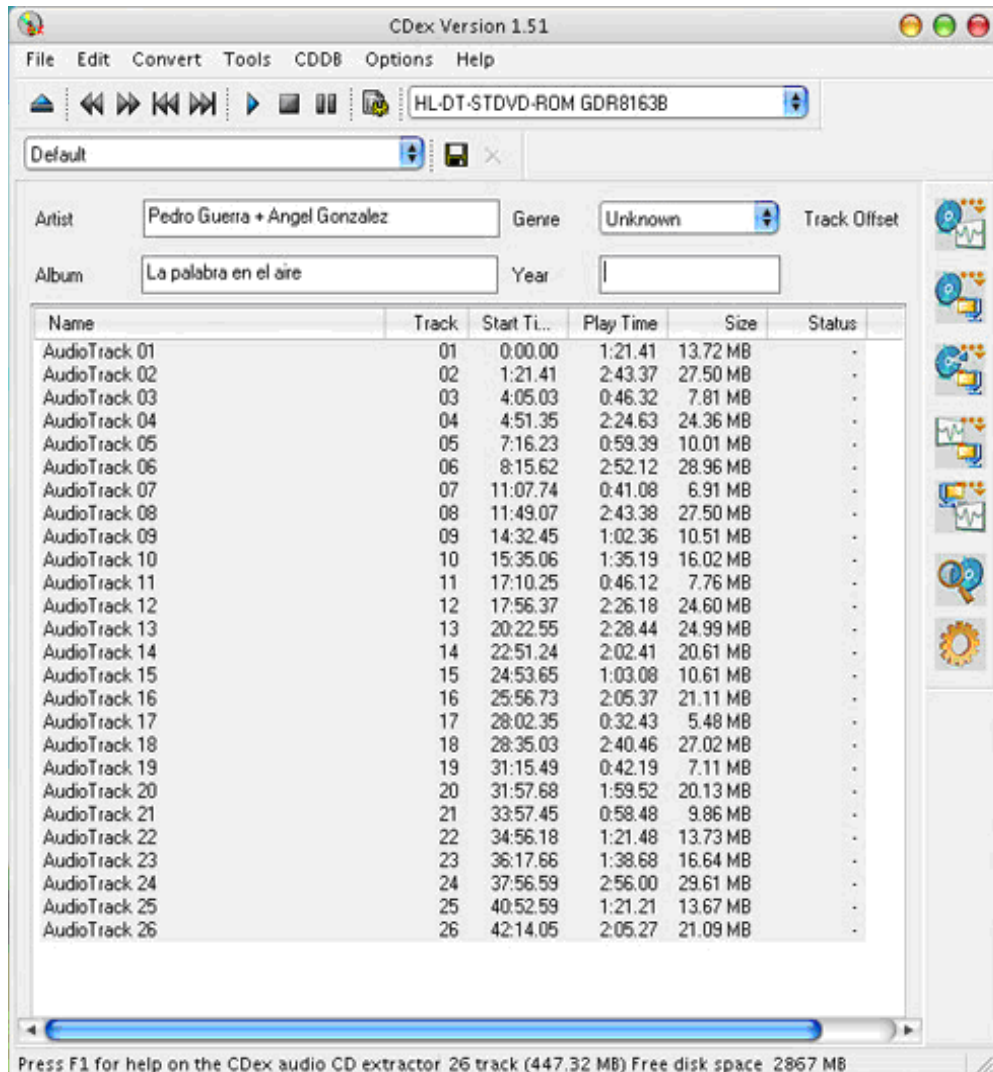 CDex Version 1.51
File Edit Convert Tools CDDB Options Help
HL-DT-STDVD-ROM GDR8163B
Default
Artist Pedro Guerra + Angel Gonzalez Genre Unknown Track Offset
Album La palabra en el aire Year
Name Track Start Ti... Play Time Size Status
AudioTrack 01 01 0:00.00 1:21.41 13.72 MB -
AudioTrack 02 02 1:21.41 2:43.37 27.50 MB -
AudioTrack 03 03 4:05.03 0:46.32 7.81 MB -
AudioTrack 04 04 4:51.35 2:24.63 24.36 MB -
AudioTrack 05 05 7:16.23 0:59.39 10.01 MB -
AudioTrack 06 06 8:15.62 2:52.12 28.96 MB -
AudioTrack 07 07 11:07.74 0:41.08 6.91 MB -
AudioTrack 08 08 11:49.07 2:43.38 27.50 MB -
AudioTrack 09 09 14:32.45 1:02.36 10.51 MB -
AudioTrack 10 10 15:35.06 1:35.19 16.02 MB -
AudioTrack 11 11 17:10.25 0:46.12 7.76 MB -
AudioTrack 12 12 17:56.37 2:26.18 24.60 MB -
AudioTrack 13 13 20:22.55 2:28.44 24.99 MB -
AudioTrack 14 14 22:51.24 2:02.41 20.61 MB -
AudioTrack 15 15 24:53.65 1:03.08 10.61 MB -
AudioTrack 16 16 25:56.73 2:05.37 21.11 MB -
AudioTrack 17 17 28:02.35 0:32.43 5.48 MB -
AudioTrack 18 18 28:35.03 2:40.46 27.02 MB -
AudioTrack 19 19 31:15.49 0:42.19 7.11 MB -
AudioTrack 20 20 31:57.68 1:59.52 20.13 MB -
AudioTrack 21 21 33:57.45 0:58.48 9.86 MB -
AudioTrack 22 22 34:56.18 1:21.48 13.73 MB -
AudioTrack 23 23 36:17.66 1:38.68 16.64 MB -
AudioTrack 24 24 37:56.59 2:56.00 29.61 MB -
AudioTrack 25 25 40:52.59 1:21.21 13.67 MB -
AudioTrack 26 26 42:14.05 2:05.27 21.09 MB -
Press F1 for help on the CDex audio CD extractor 26 track (447.32 MB) Free disk space 2867 MB